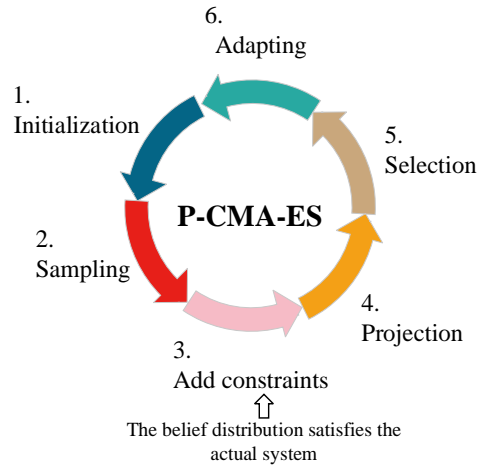 1.
Initialization
2.
Sampling
3.
Add constraints
The belief distribution satisfies the
actual system
4.
Projection
5.
Selection
6.
Adapting
P-CMA-ES